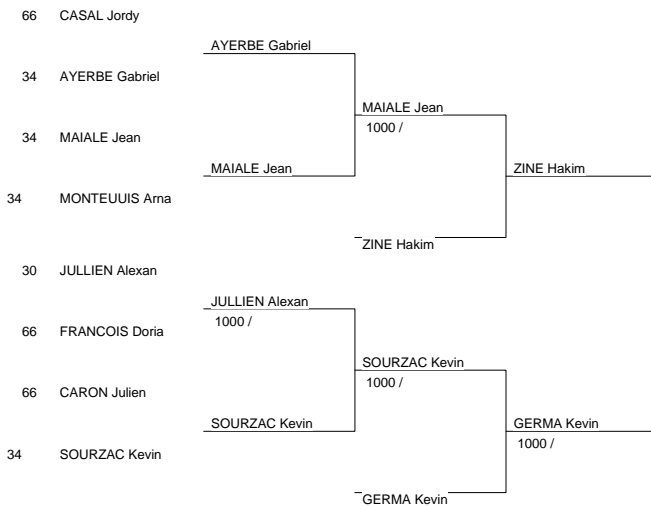 66 CASAL Jordy
AYERBE Gabriel
34 AYERBE Gabriel
MAIALE Jean
1000 /
34 MAIALE Jean
MAIALE Jean
ZINE Hakim
34 MONTEUUIS Arna
ZINE Hakim
30 JULLIEN Alexan
JULLIEN Alexan
1000 /
66 FRANCOIS Doria
SOURZAC Kevin
1000 /
66 CARON Julien
SOURZAC Kevin
GERMA Kevin
1000 /
34 SOURZAC Kevin
GERMA Kevin